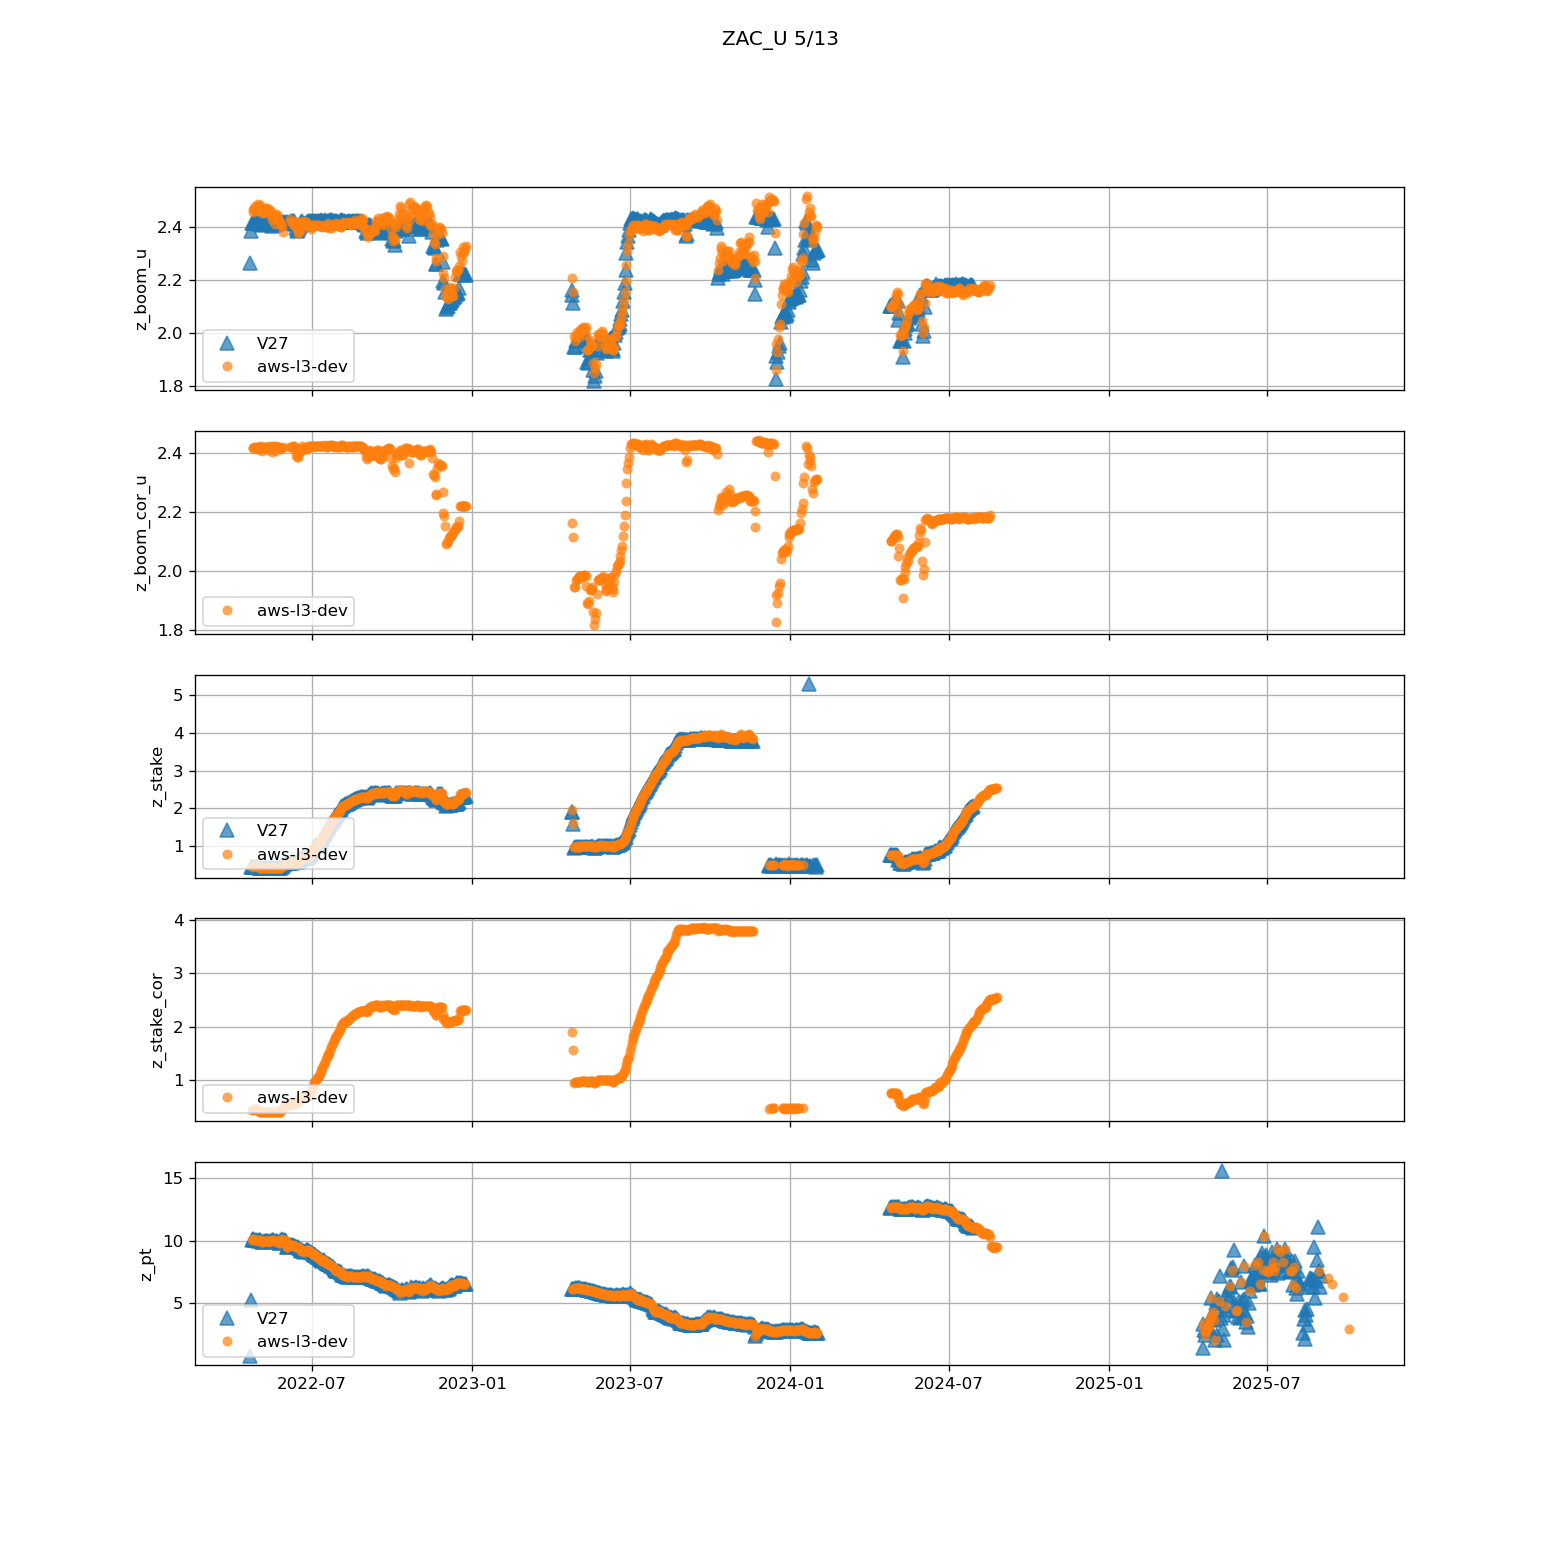 ZAC_U 5/13
2.4
2.2
2.0
1.8
z_boom_u
V27
aws-l3-dev
2.4
2.2
2.0
1.8
z_boom_cor_u
aws-l3-dev
5
4
3
2
1
z_stake
V27
aws-l3-dev
4
3
2
1
z_stake_cor
aws-l3-dev
15
10
5
z_pt
V27
aws-l3-dev
2022-07
2023-01
2023-07
2024-01
2024-07
2025-01
2025-07